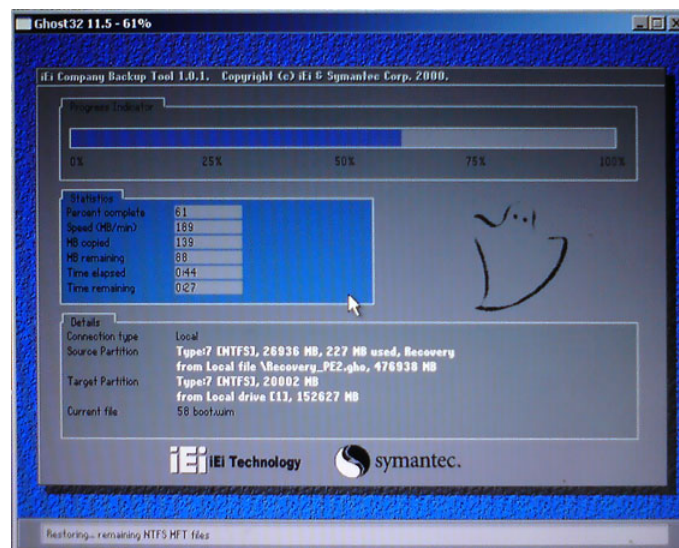 Ghost32 11.5 - 61%
iEi Company Backup Tool 1.0.1. Copyright (c) iEi & Symantec Corp. 2000.
Progress Indicator
0% 25% 50% 75% 100%
Statistics
Percent complete 61
Speed (MB/min) 189
MB copied 139
MB remaining 88
Time elapsed 0:44
Time remaining 0:27
Details
Connection type Local
Source Partition Type:7 [NTFS], 26936 MB, 227 MB used, Recovery
from Local file \Recovery_PE2.gho, 476938 MB
Target Partition Type:7 [NTFS], 20002 MB
from Local drive [1], 152627 MB
Current file 58 boot.wim
iEi iEi Technology symantec.
Restoring... remaining NTFS MFT files